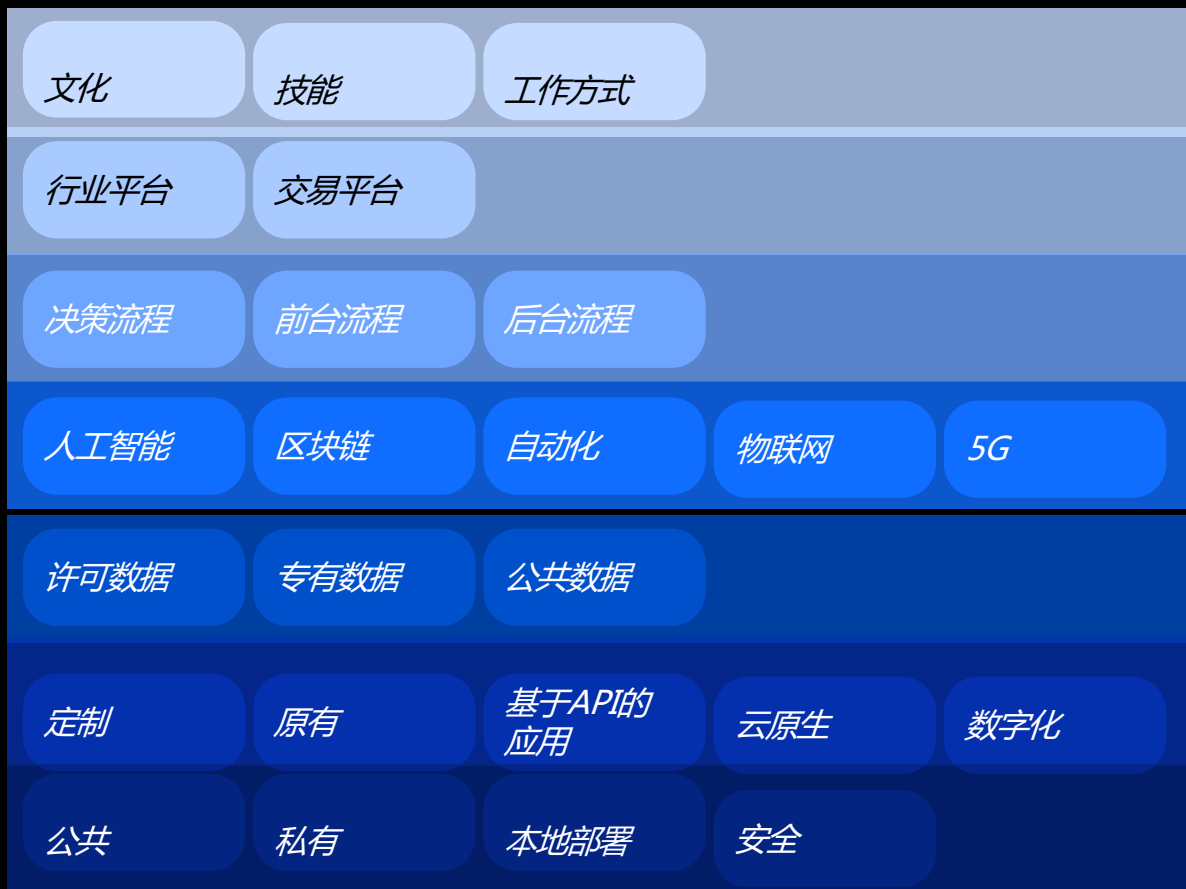 文化
技能
工作方式
行业平台
交易平台
决策流程
前台流程
后台流程
人工智能
区块链
自动化
物联网
5G
许可数据
专有数据
公共数据
定制
原有
基于API的
应用
云原生
数字化
公共
私有
本地部署
安全